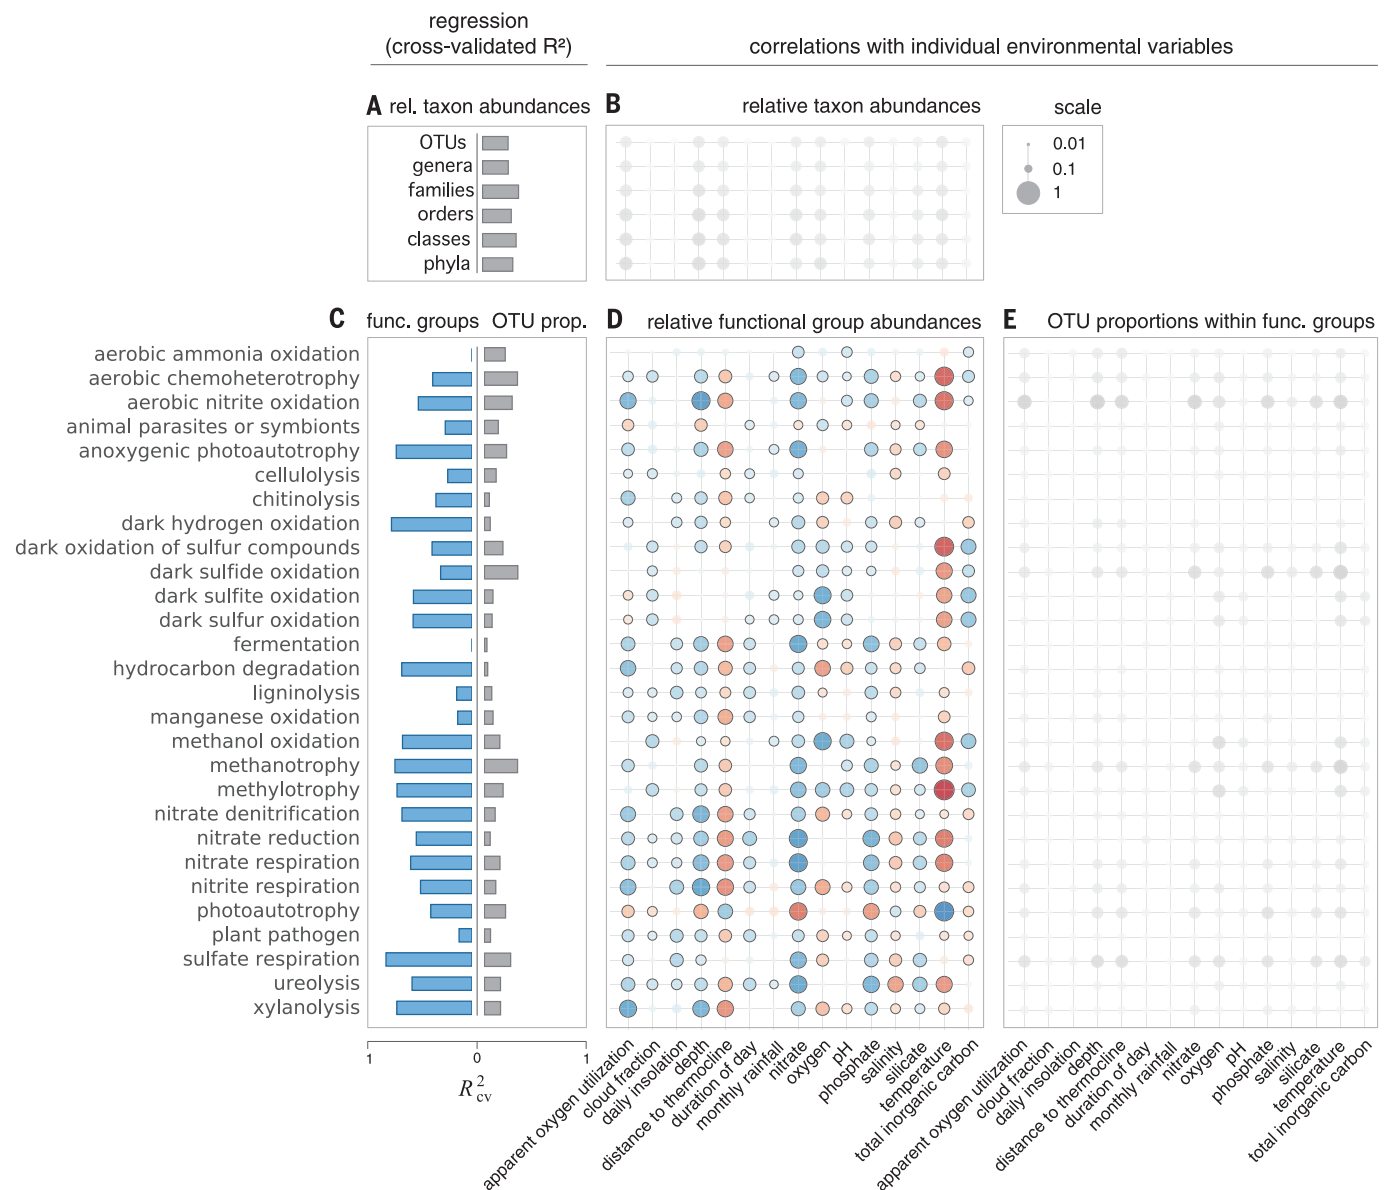 regression
(cross-validated R²)
correlations with individual environmental variables
A rel. taxon abundances
B relative taxon abundances
scale
OTUs
genera
families
orders
classes
phyla
0.01
0.1
1
C func. groups OTU prop.
D relative functional group abundances
E OTU proportions within func. groups
aerobic ammonia oxidation
aerobic chemoheterotrophy
aerobic nitrite oxidation
animal parasites or symbionts
anoxygenic photoautotrophy
cellulolysis
chitinolysis
dark hydrogen oxidation
dark oxidation of sulfur compounds
dark sulfide oxidation
dark sulfite oxidation
dark sulfur oxidation
fermentation
hydrocarbon degradation
ligninolysis
manganese oxidation
methanol oxidation
methanotrophy
methylotrophy
nitrate denitrification
nitrate reduction
nitrate respiration
nitrite respiration
photoautotrophy
plant pathogen
sulfate respiration
ureolysis
xylanolysis
1 0 1
R²cv
apparent oxygen utilization
cloud fraction
daily insolation
depth
distance to thermocline
duration of day
monthly rainfall
nitrate
oxygen
pH
phosphate
salinity
silicate
temperature
total inorganic carbon
apparent oxygen utilization
cloud fraction
daily insolation
depth
distance to thermocline
duration of day
monthly rainfall
nitrate
oxygen
pH
phosphate
salinity
silicate
temperature
total inorganic carbon